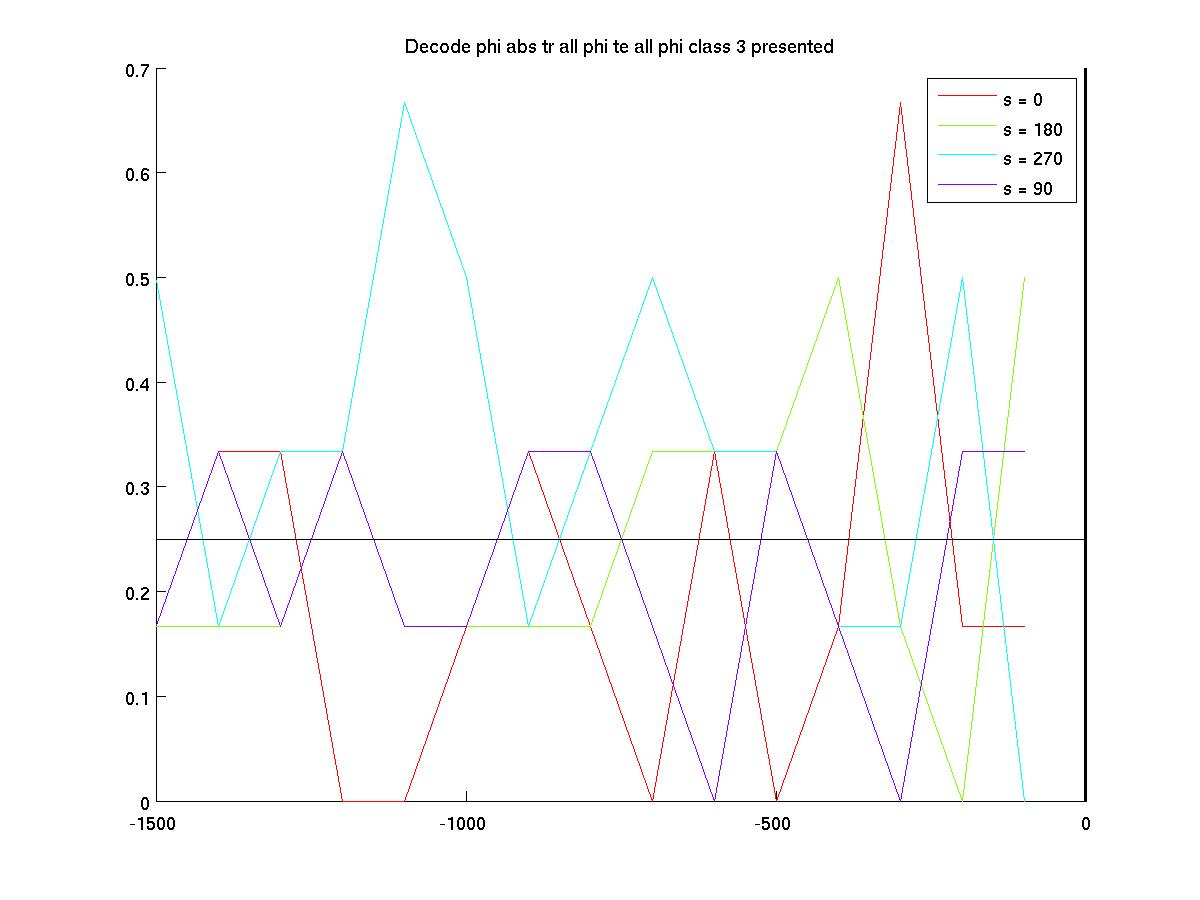 Decode phi abs tr all phi te all phi class 3 presented
0.7
0.6
0.5
0.4
0.3
0.2
0.1
0
-1500
-1000
-500
0
s = 0
s = 180
s = 270
s = 90